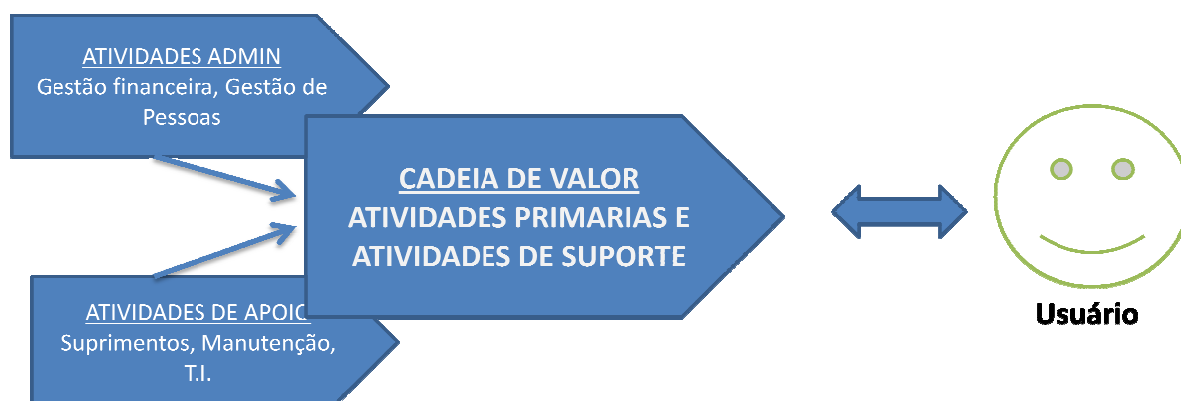 ATIVIDADES ADMIN
Gestão financeira, Gestão de
Pessoas
CADEIA DE VALOR
ATIVIDADES PRIMARIAS E
ATIVIDADES DE SUPORTE
ATIVIDADES DE APOIO
Suprimentos, Manutenção,
T.I.
Usuário